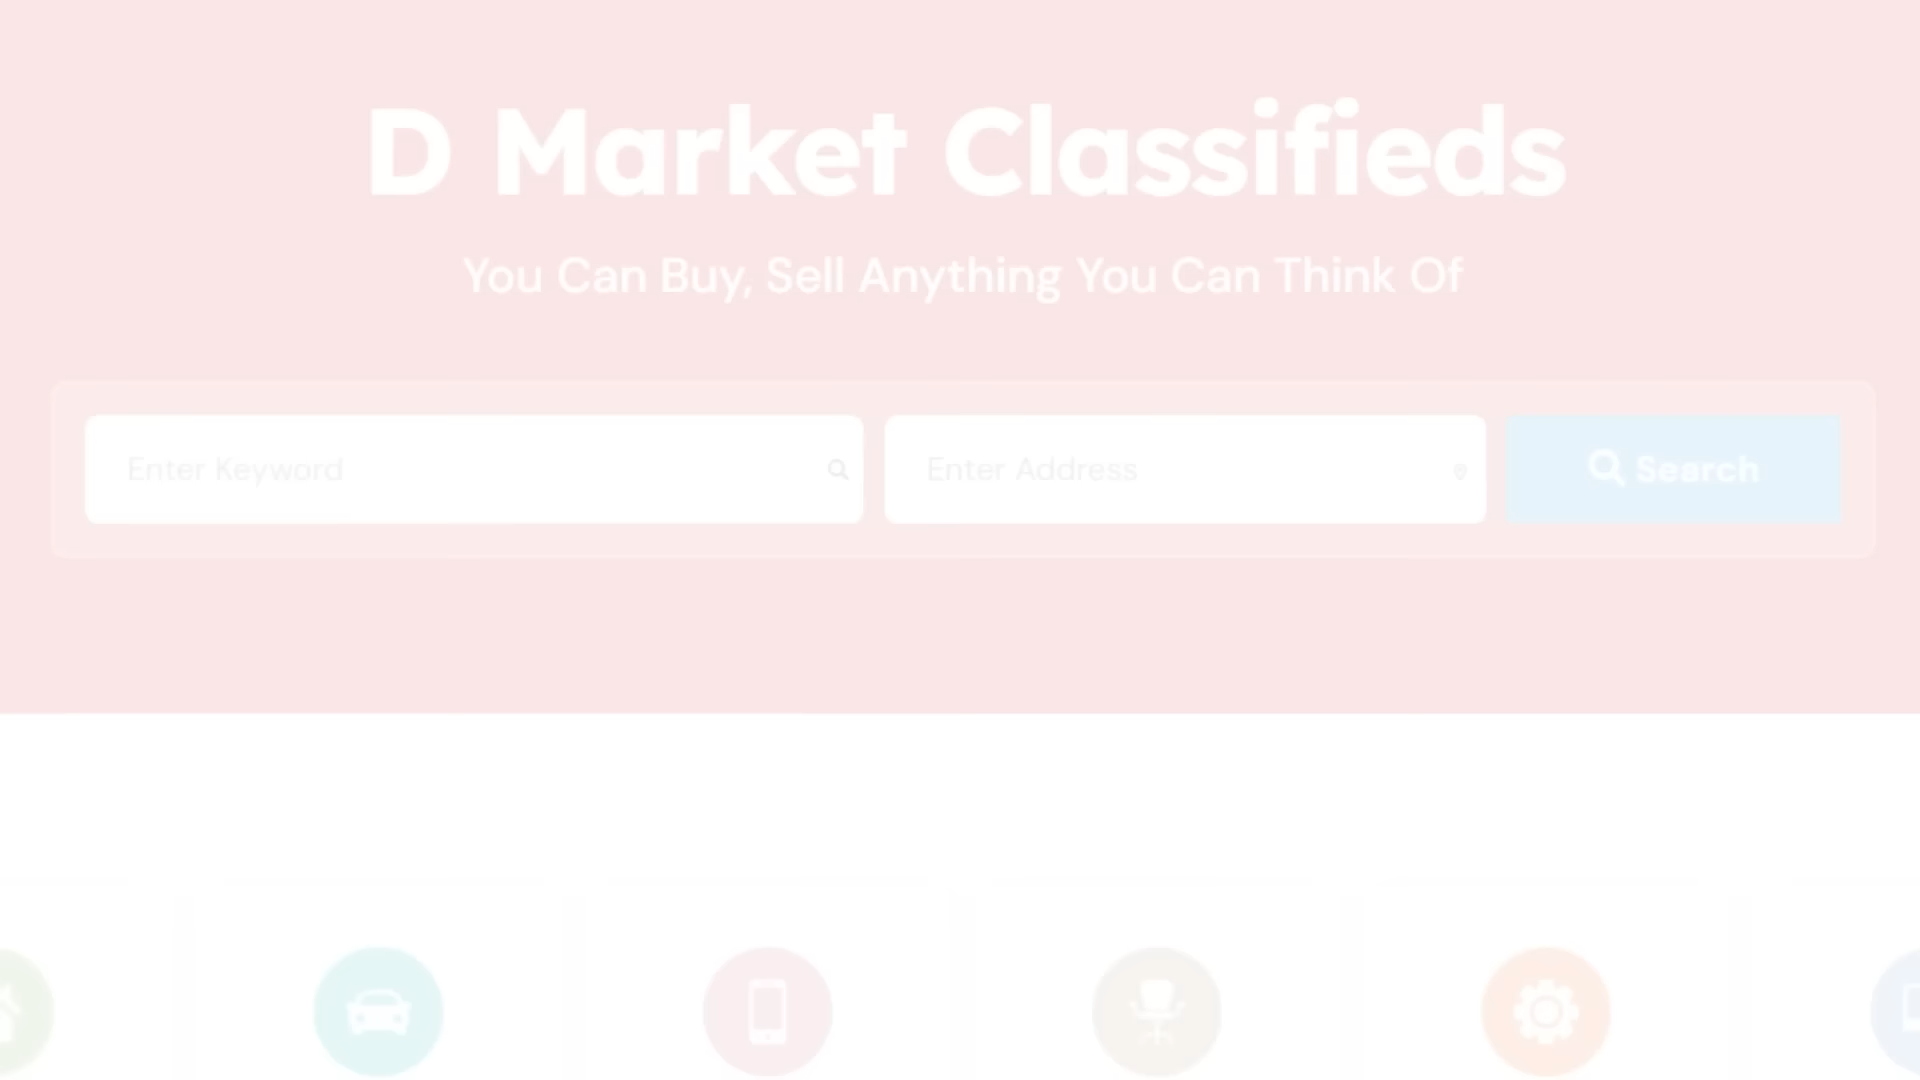 D Market Classifieds
You Can Buy, Sell Anything You Can Think Of
Enter Keyword
Enter Address
Search